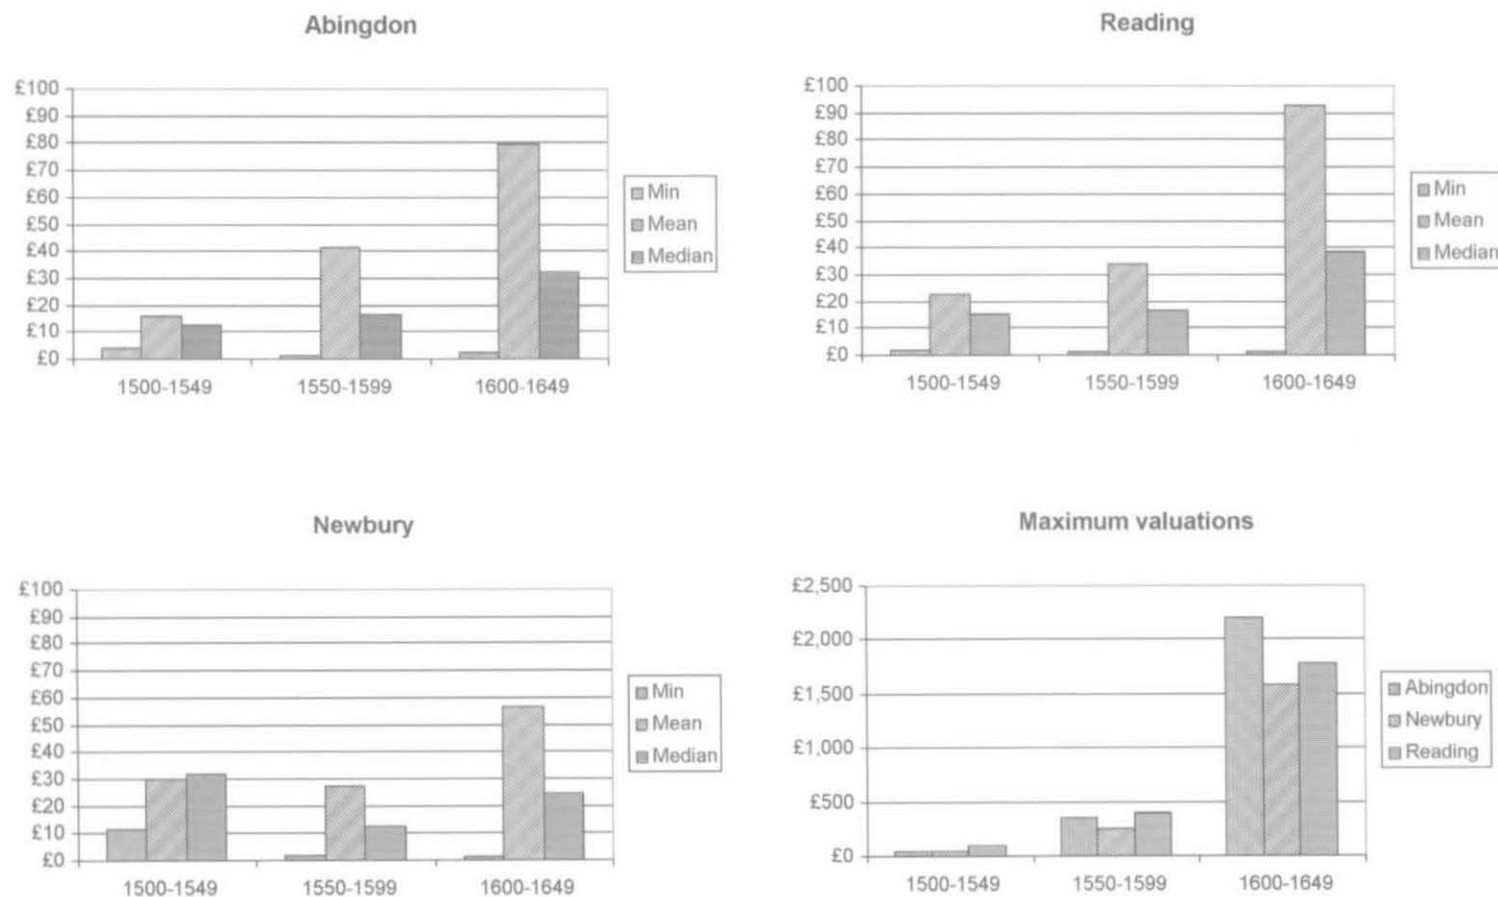 Abingdon
£100
£90
£80
£70
£60
£50
£40
£30
£20
£10
£0
1500-1549 1550-1599 1600-1649
Min
Mean
Median
Reading
£100
£90
£80
£70
£60
£50
£40
£30
£20
£10
£0
1500-1549 1550-1599 1600-1649
Min
Mean
Median
Newbury
£100
£90
£80
£70
£60
£50
£40
£30
£20
£10
£0
1500-1549 1550-1599 1600-1649
Min
Mean
Median
Maximum valuations
£2,500
£2,000
£1,500
£1,000
£500
£0
1500-1549 1550-1599 1600-1649
Abingdon
Newbury
Reading